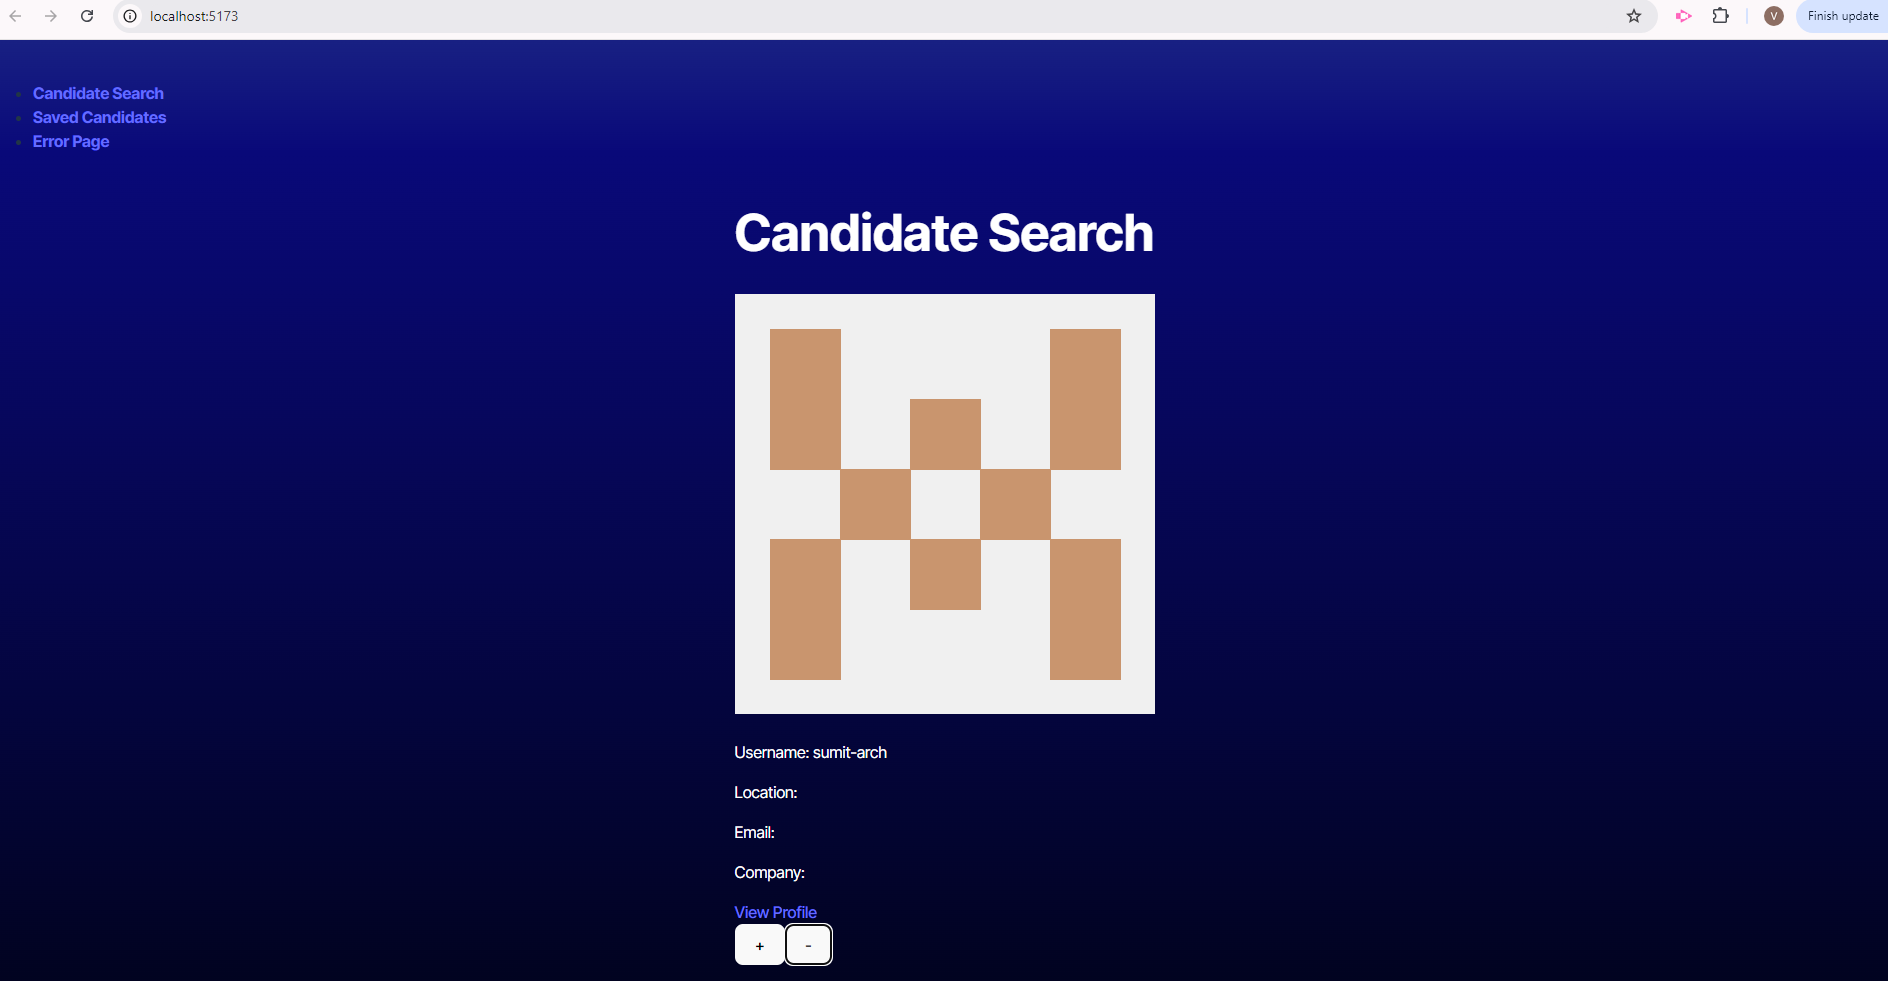 localhost:5173
V
Finish update
Candidate Search
Saved Candidates
Error Page
Candidate Search
Username: sumit-arch
Location:
Email:
Company:
View Profile
+ -